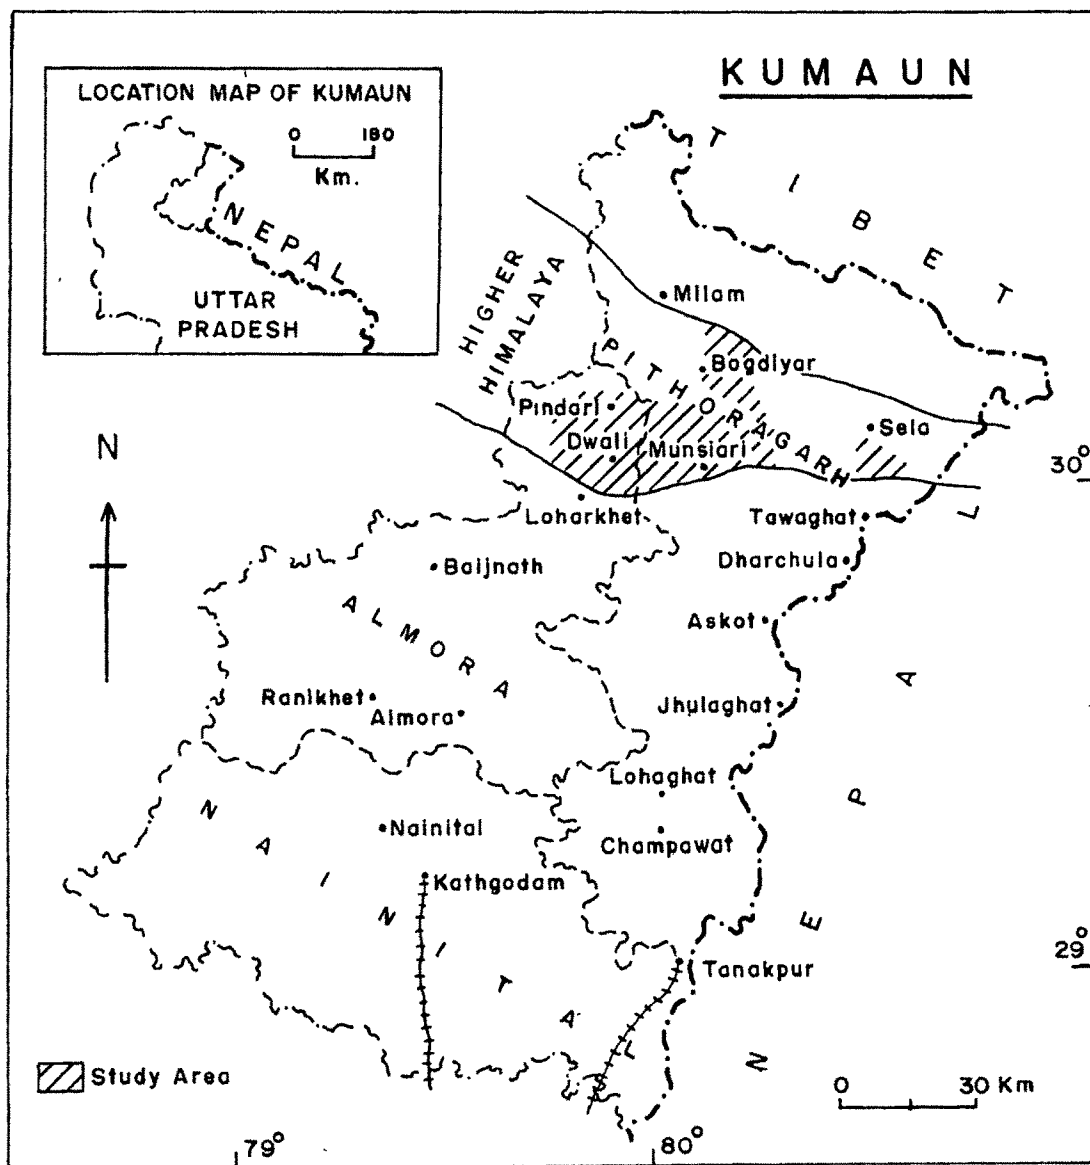 KUMAUN
LOCATION MAP OF KUMAUN
0 180
Km.
NEPAL
UTTAR
PRADESH
TIBET
HIGHER
HIMALAYA
Milam
PITHORAGARH
Bogdiyar
Pindari
Sela
Dwali
Munsiari
N
30°
Loharkhet
Tawaghat
Baijnath
Dharchula
ALMORA
Askot
Ranikhet
Almora
Jhulaghat
Lohaghat
NAINITAL
Nainital
Champawat
Kathgodam
NEPAL
29°
Tanakpur
Study Area
0 30 Km
79°
80°